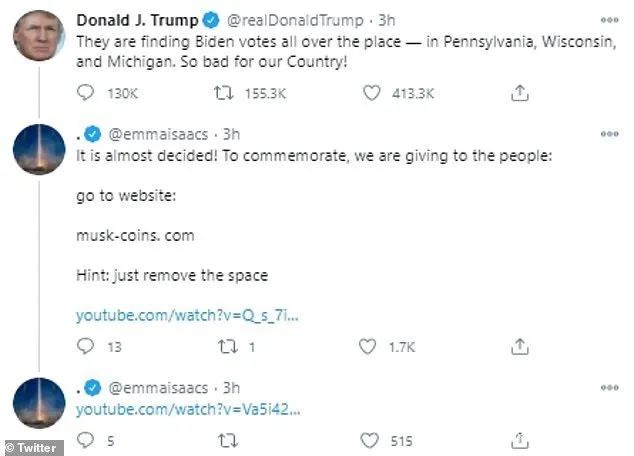 Donald J. Trump @realDonaldTrump · 3h
They are finding Biden votes all over the place — in Pennsylvania, Wisconsin,
and Michigan. So bad for our Country!
130K 155.3K 413.3K
. @emmaisaacs · 3h
It is almost decided! To commemorate, we are giving to the people:
go to website:
musk-coins. com
Hint: just remove the space
youtube.com/watch?v=Q_s_7i...
13 1 1.7K
. @emmaisaacs · 3h
youtube.com/watch?v=Va5i42...
5 515
© Twitter